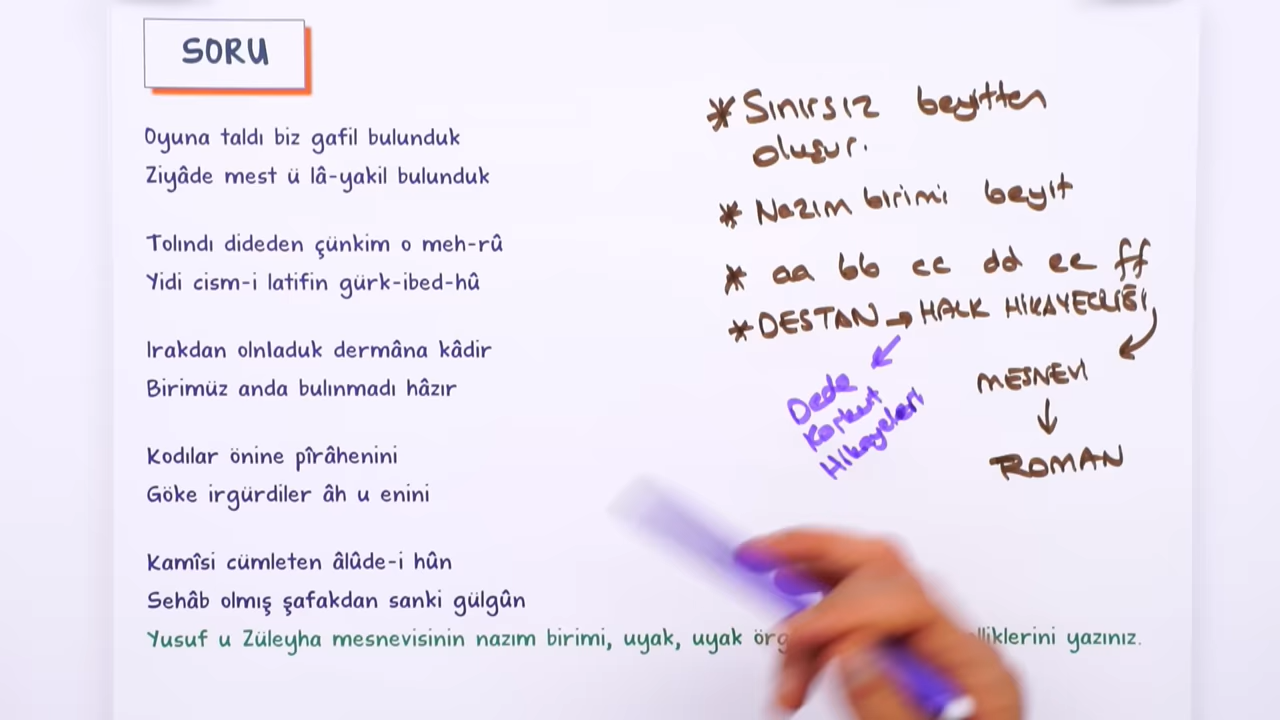 SORU
Oyuna taldı biz gafil bulunduk
Ziyâde mest ü lâ-yakil bulunduk
Tolındı dideden çünkim o meh-rû
Yidi cism-i latifin gürk-ibed-hû
Irakdan olnladuk dermâna kâdir
Birimüz anda bulınmadı hâzır
Kodılar önine pîrâhenini
Göke irgürdiler âh u enini
Kamîsi cümleten âlûde-i hûn
Sehâb olmış şafakdan sanki gülgûn
Yusuf u Züleyha mesnevisinin nazım birimi, uyak, uyak yazınız.
* Sınırsız beyitten
oluşur.
* Nazım birimi beyit
* aa bb cc dd ee ff
* DESTAN → HALK HİKAYECİLİĞİ
Dede
Korkut
Hikayeleri
MESNEVİ
↓
ROMAN